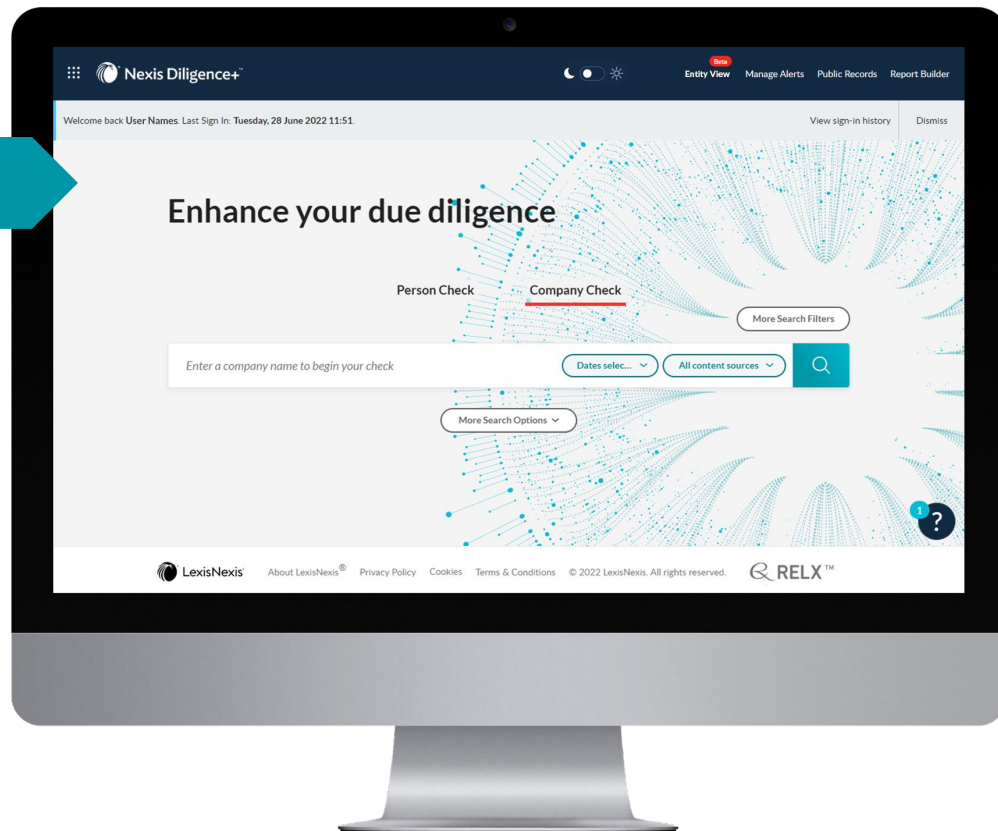 Nexis Diligence+™
Beta
Entity View Manage Alerts Public Records Report Builder
Welcome back User Names. Last Sign In: Tuesday, 28 June 2022 11:51.
View sign-in history Dismiss
Enhance your due diligence
Person Check Company Check
More Search Filters
Enter a company name to begin your check
Dates selec... All content sources
More Search Options
1
?
LexisNexis® About LexisNexis® Privacy Policy Cookies Terms & Conditions © 2022 LexisNexis. All rights reserved. RELX™